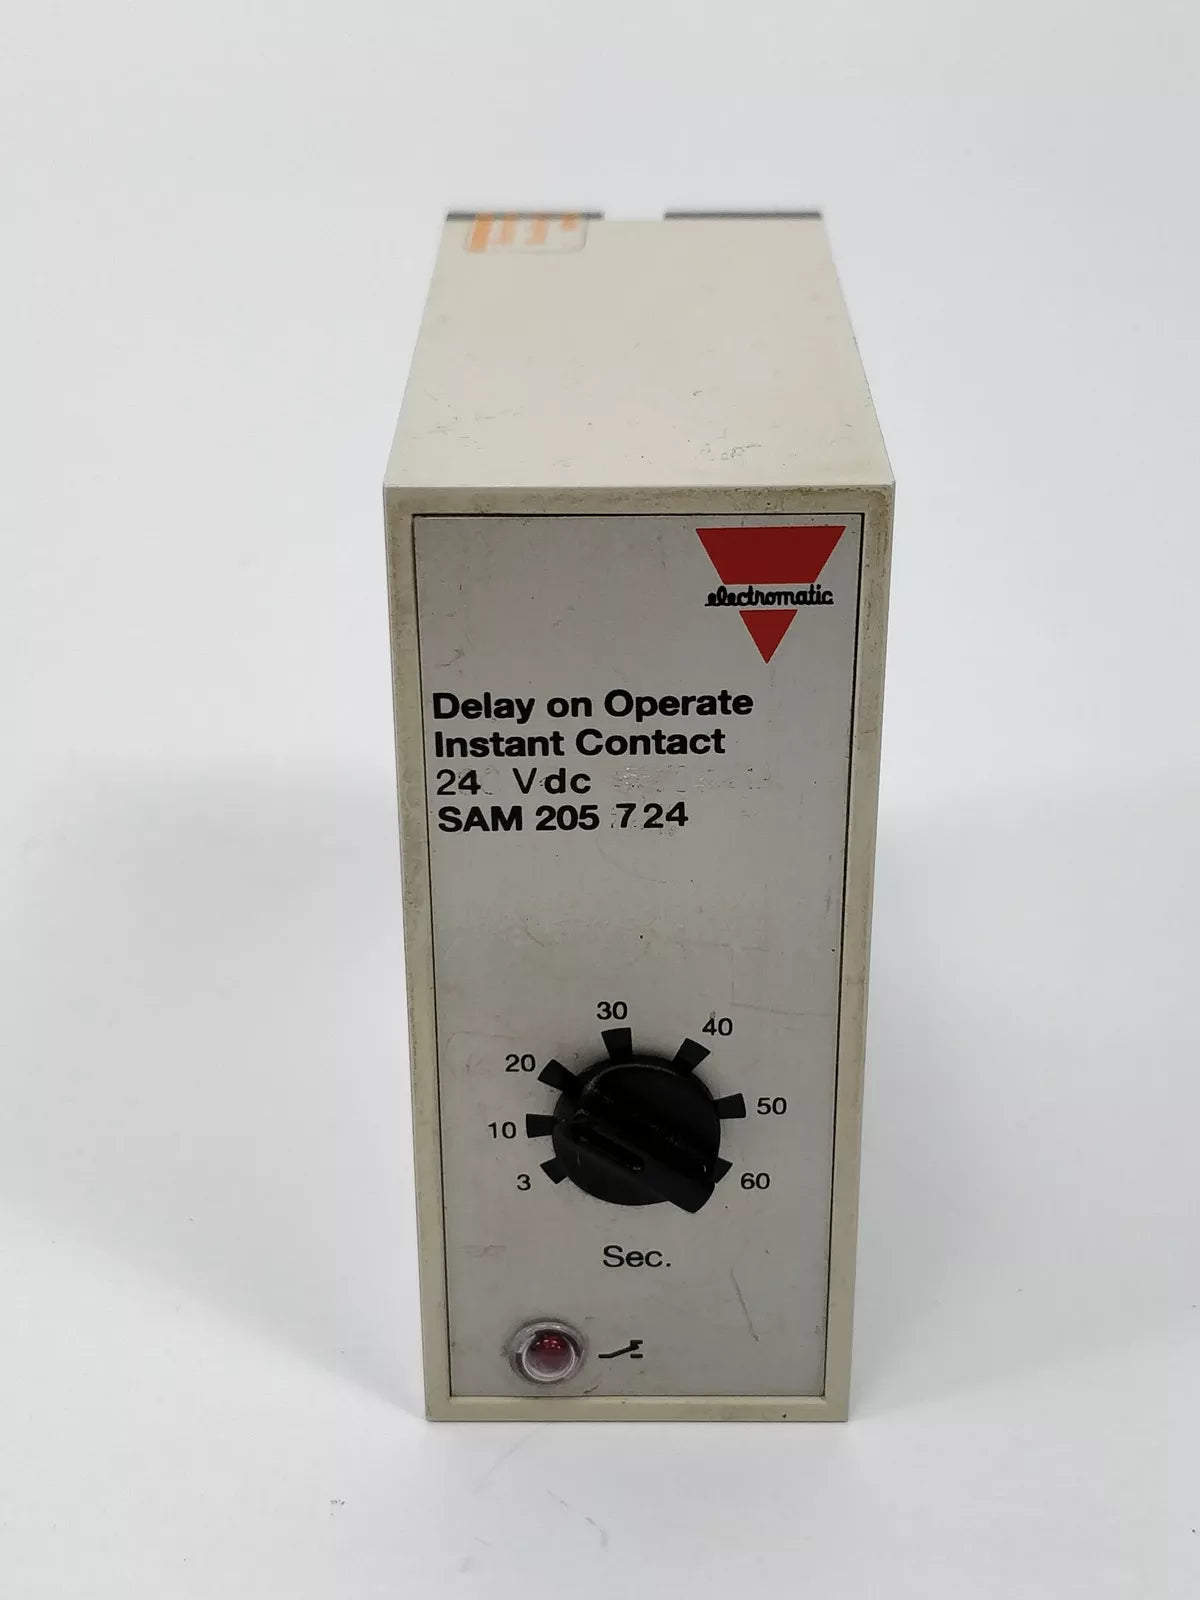 electromatic
Delay on Operate
Instant Contact
24 Vdc
SAM 205 724
30
40
20
50
10
3
60
Sec.